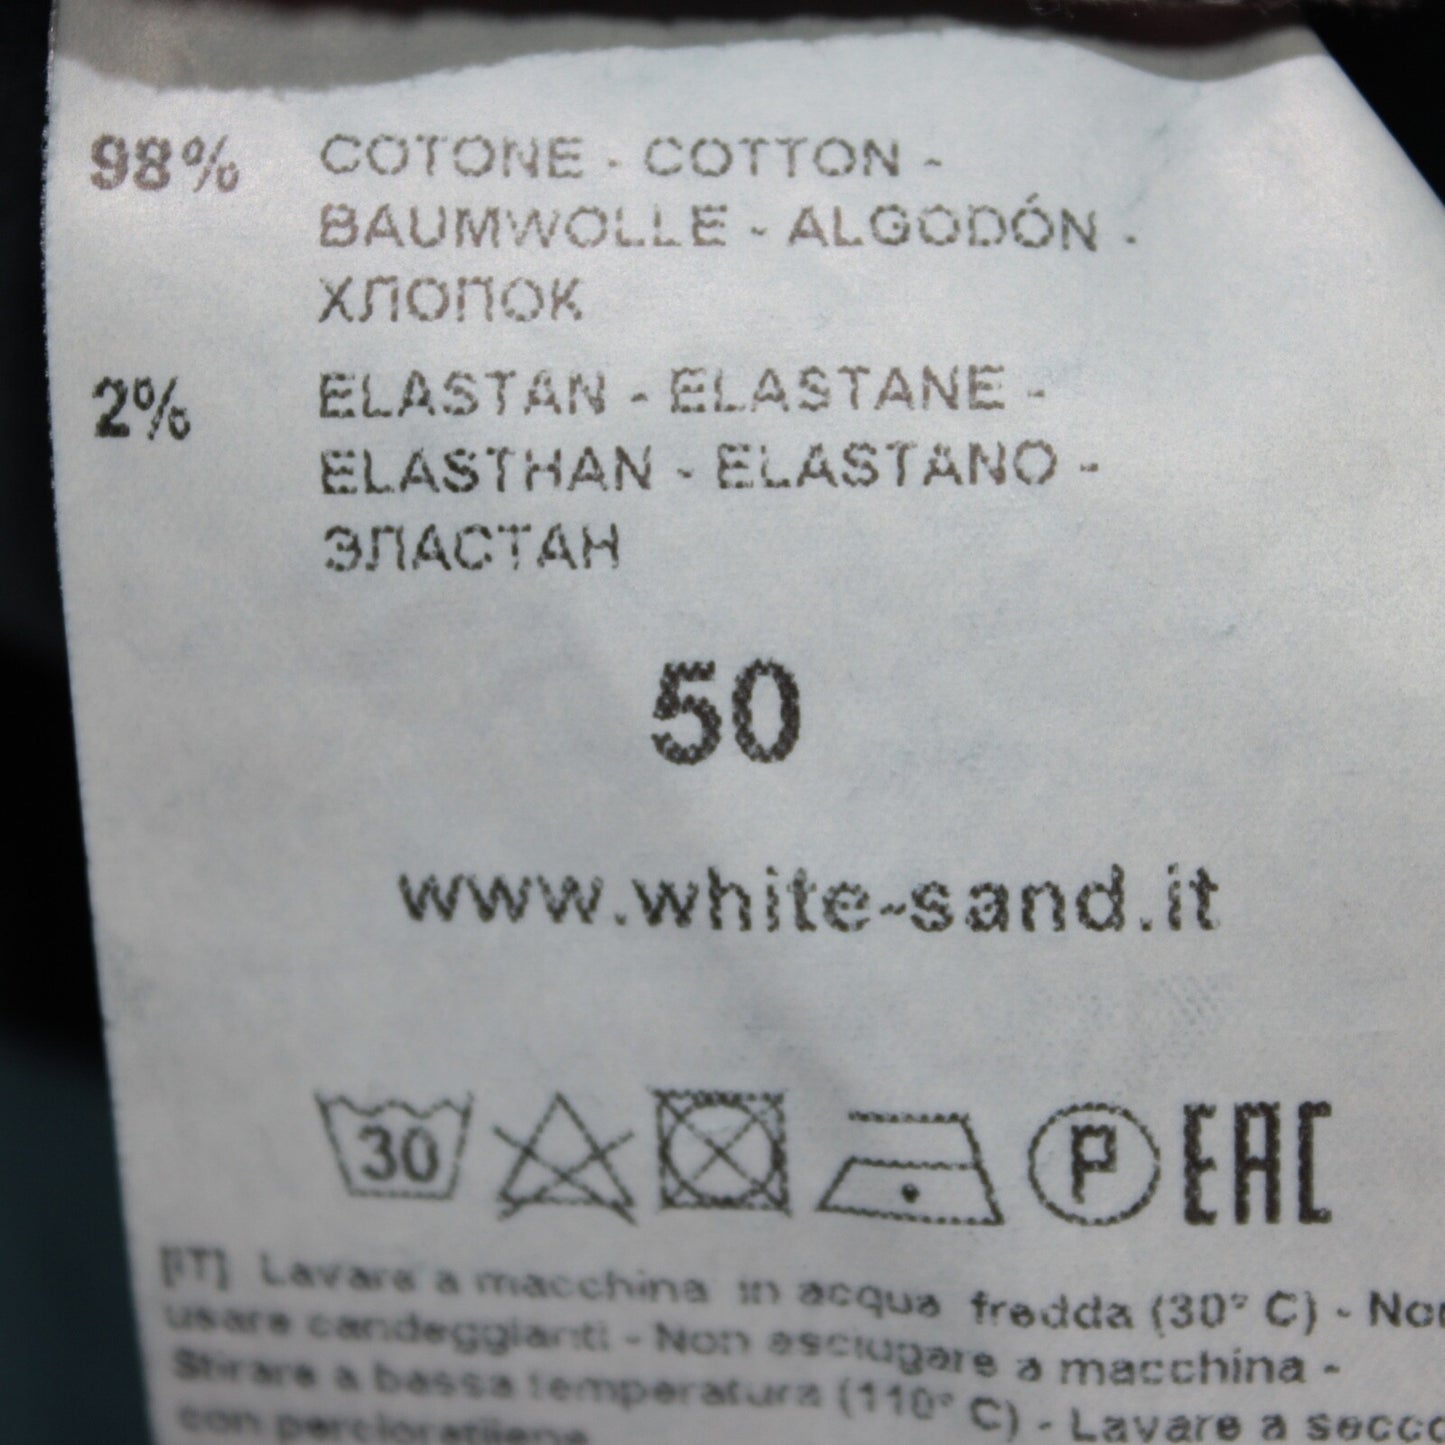 98% COTONE - COTTON -
BAUMWOLLE - ALGODÓN -
ХЛОПОК
2% ELASTAN - ELASTANE -
ELASTHAN - ELASTANO -
ЭЛАСТАН
50
www.white-sand.it
30 P EAC
[IT] Lavare a macchina in acqua fredda (30° C) - Non
usare candeggianti - Non asciugare a macchina -
Stirare a bassa temperatura (110° C) - Lavare a secco
con